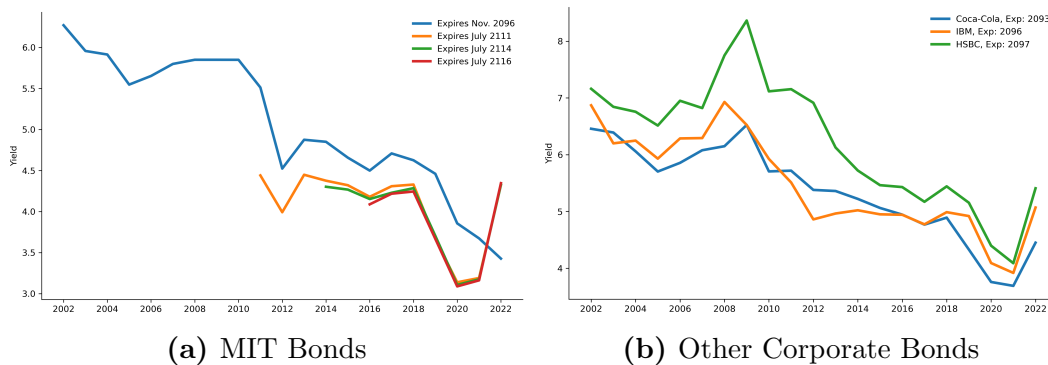 Expires Nov. 2096
Expires July 2111
Expires July 2114
Expires July 2116
Yield
6.0
5.5
5.0
4.5
4.0
3.5
3.0
2002 2004 2006 2008 2010 2012 2014 2016 2018 2020 2022
(a) MIT Bonds
Coca-Cola, Exp: 2093
IBM, Exp: 2096
HSBC, Exp: 2097
Yield
8
7
6
5
4
2002 2004 2006 2008 2010 2012 2014 2016 2018 2020 2022
(b) Other Corporate Bonds